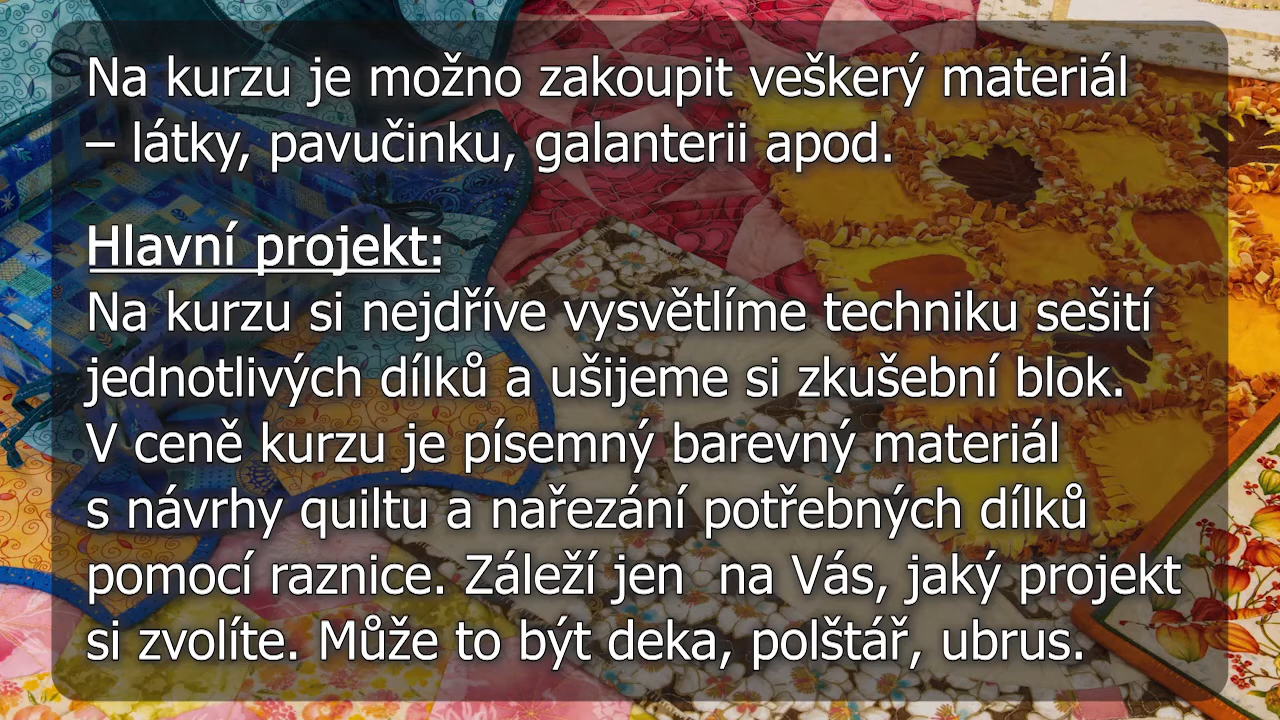 Na kurzu je možno zakoupit veškerý materiál
– látky, pavučinku, galanterii apod.
Hlavní projekt:
Na kurzu si nejdříve vysvětlíme techniku sešití
jednotlivých dílků a ušijeme si zkušební blok.
V ceně kurzu je písemný barevný materiál
s návrhy quiltu a nařezání potřebných dílků
pomocí raznice. Záleží jen  na Vás, jaký projekt
si zvolíte. Může to být deka, polštář, ubrus.